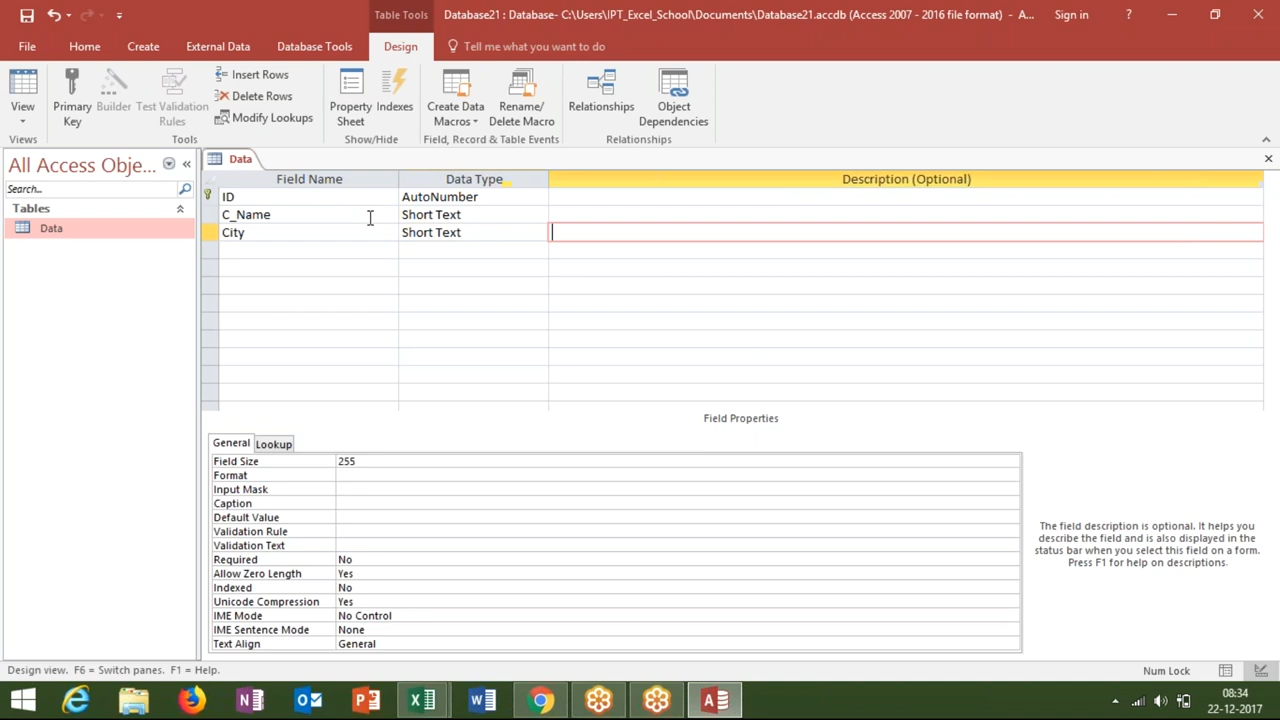 Table Tools
Database21 : Database- C:\Users\IPT_Excel_School\Documents\Database21.accdb (Access 2007 - 2016 file format) - A...
Sign in
?
File
Home
Create
External Data
Database Tools
Design
Tell me what you want to do
View
Primary Key
Builder
Test Validation Rules
Insert Rows
Delete Rows
Modify Lookups
Property Sheet
Indexes
Create Data Macros
Rename/ Delete Macro
Relationships
Object Dependencies
Views
Tools
Show/Hide
Field, Record & Table Events
Relationships
All Access Obje...
Search...
Tables
Data
Data
Field Name Data Type Description (Optional)
ID AutoNumber
C_Name Short Text
City Short Text
Field Properties
General Lookup
Field Size 255
Format
Input Mask
Caption
Default Value
Validation Rule
Validation Text
Required No
Allow Zero Length Yes
Indexed No
Unicode Compression Yes
IME Mode No Control
IME Sentence Mode None
Text Align General
The field description is optional. It helps you
describe the field and is also displayed in the
status bar when you select this field on a form.
Press F1 for help on descriptions.
Design view. F6 = Switch panes. F1 = Help.
Num Lock
08:34
22-12-2017